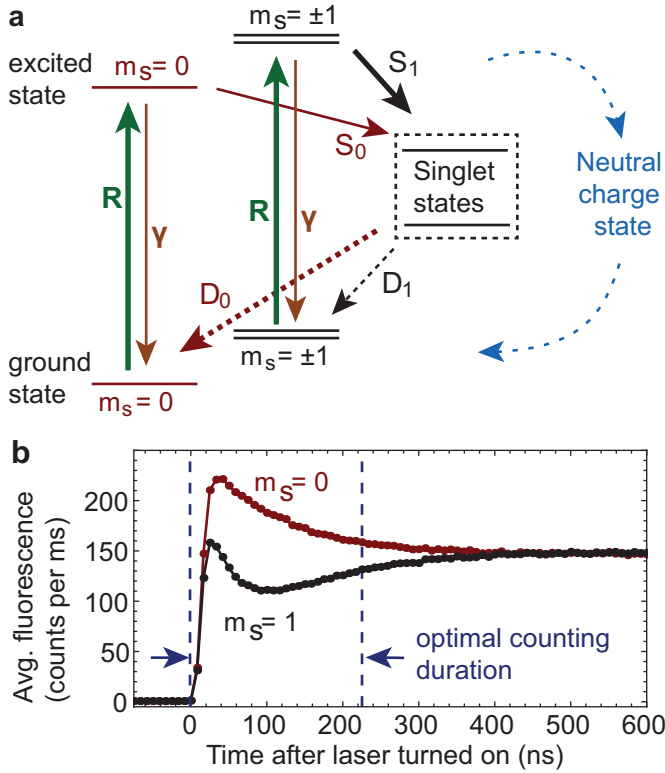 a
m_s = ±1
excited
state
m_s = 0
S_1
S_0
Singlet
states
Neutral
charge
state
R
γ
R
γ
D_0
D_1
ground
state
m_s = ±1
m_s = 0
b
Avg. fluorescence
(counts per ms)
200
150
100
50
0
m_s = 0
m_s = 1
optimal counting
duration
0
100
200
300
400
500
600
Time after laser turned on (ns)